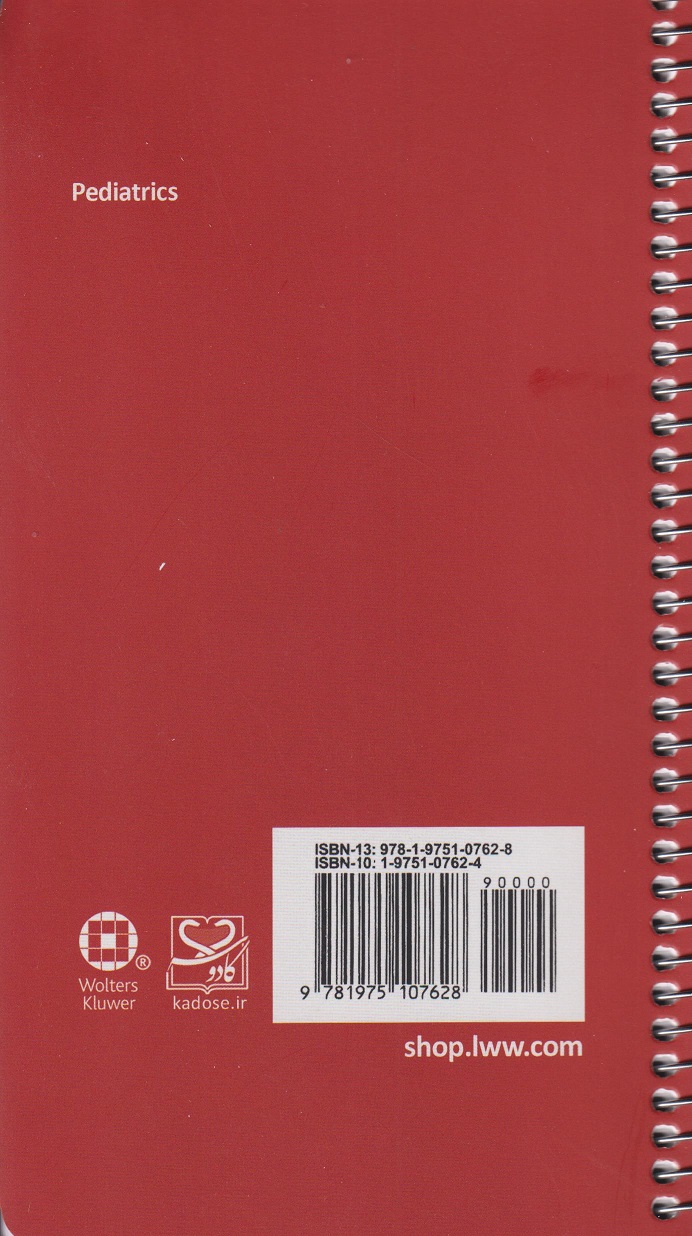 Pediatrics
ISBN-13: 978-1-9751-0762-8
ISBN-10: 1-9751-0762-4
90000
9 781975 107628
®
Wolters
Kluwer
کادو
kadose.ir
shop.lww.com